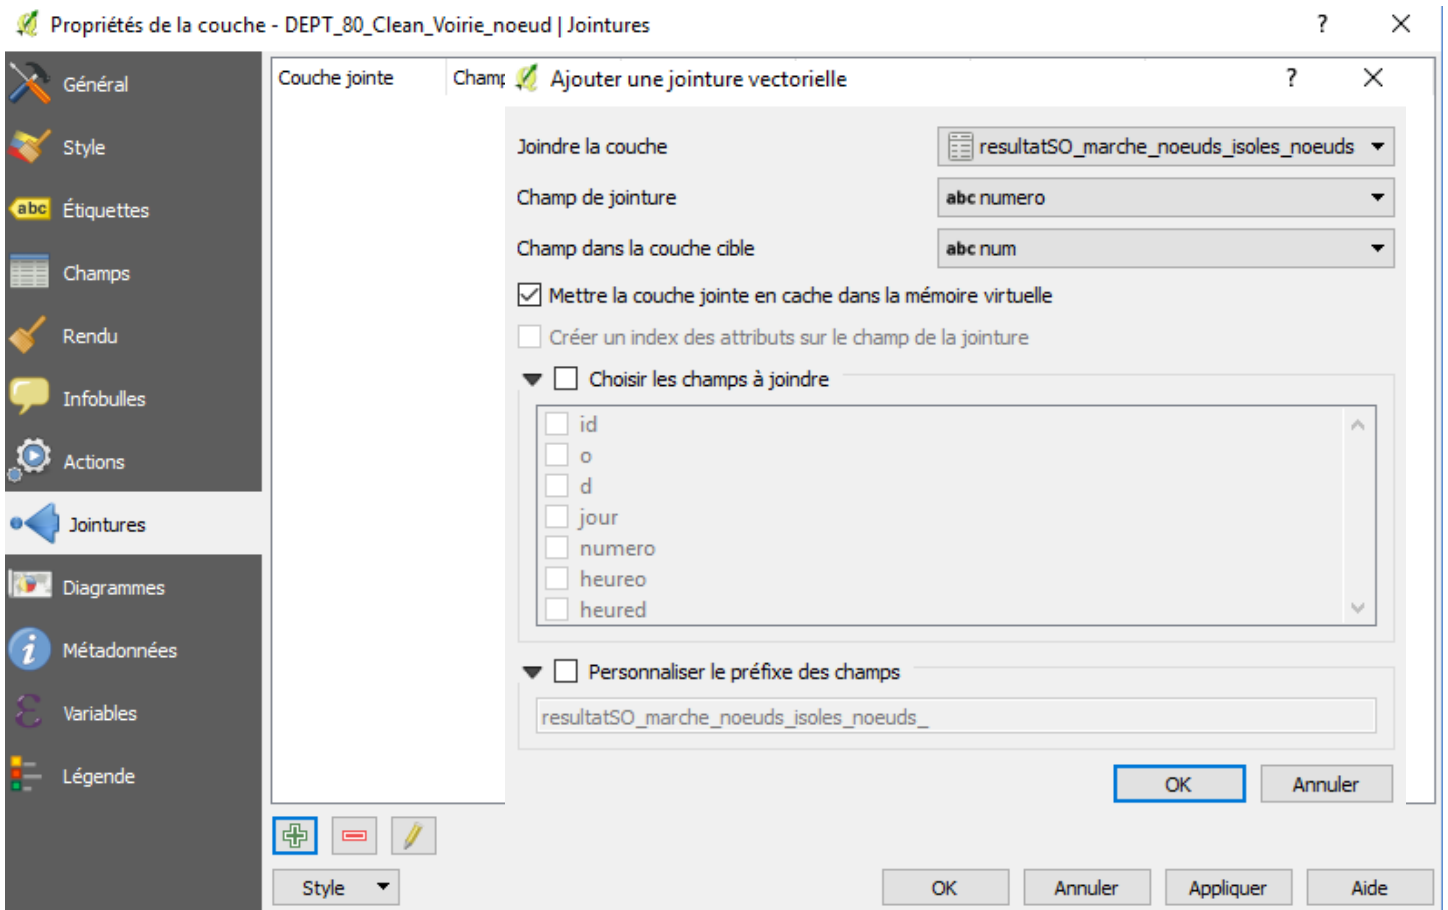 Propriétés de la couche - DEPT_80_Clean_Voirie_noeud | Jointures
?
Général
Style
abc Étiquettes
Champs
Rendu
Infobulles
Actions
Jointures
Diagrammes
Métadonnées
Variables
Légende
Couche jointe
Ajouter une jointure vectorielle
?
Joindre la couche
resultatSO_marche_noeuds_isoles_noeuds
Champ de jointure
abc numero
Champ dans la couche cible
abc num
Mettre la couche jointe en cache dans la mémoire virtuelle
Créer un index des attributs sur le champ de la jointure
Choisir les champs à joindre
id
o
d
jour
numero
heureo
heured
Personnaliser le préfixe des champs
resultatSO_marche_noeuds_isoles_noeuds_
OK
Annuler
Style
OK
Annuler
Appliquer
Aide